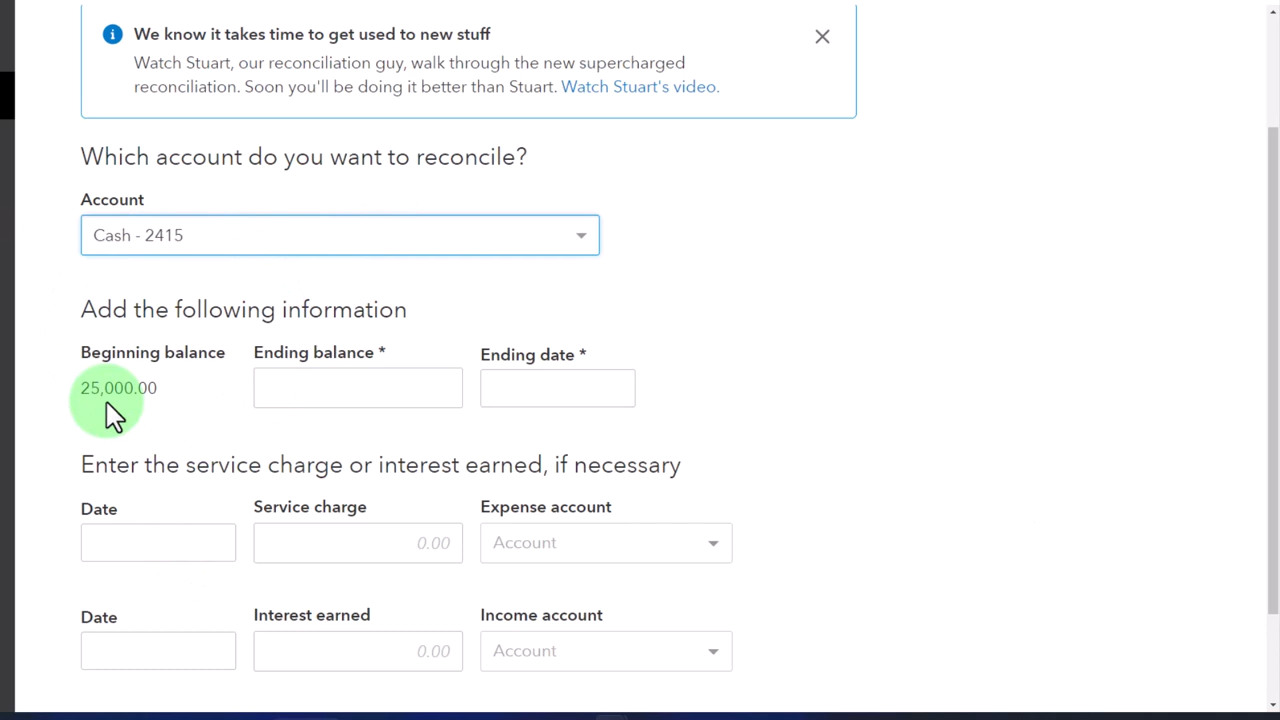 We know it takes time to get used to new stuff
Watch Stuart, our reconciliation guy, walk through the new supercharged
reconciliation. Soon you'll be doing it better than Stuart. Watch Stuart's video.
Which account do you want to reconcile?
Account
Cash - 2415
Add the following information
Beginning balance Ending balance * Ending date *
25,000.00
Enter the service charge or interest earned, if necessary
Date Service charge Expense account
0.00 Account
Date Interest earned Income account
0.00 Account